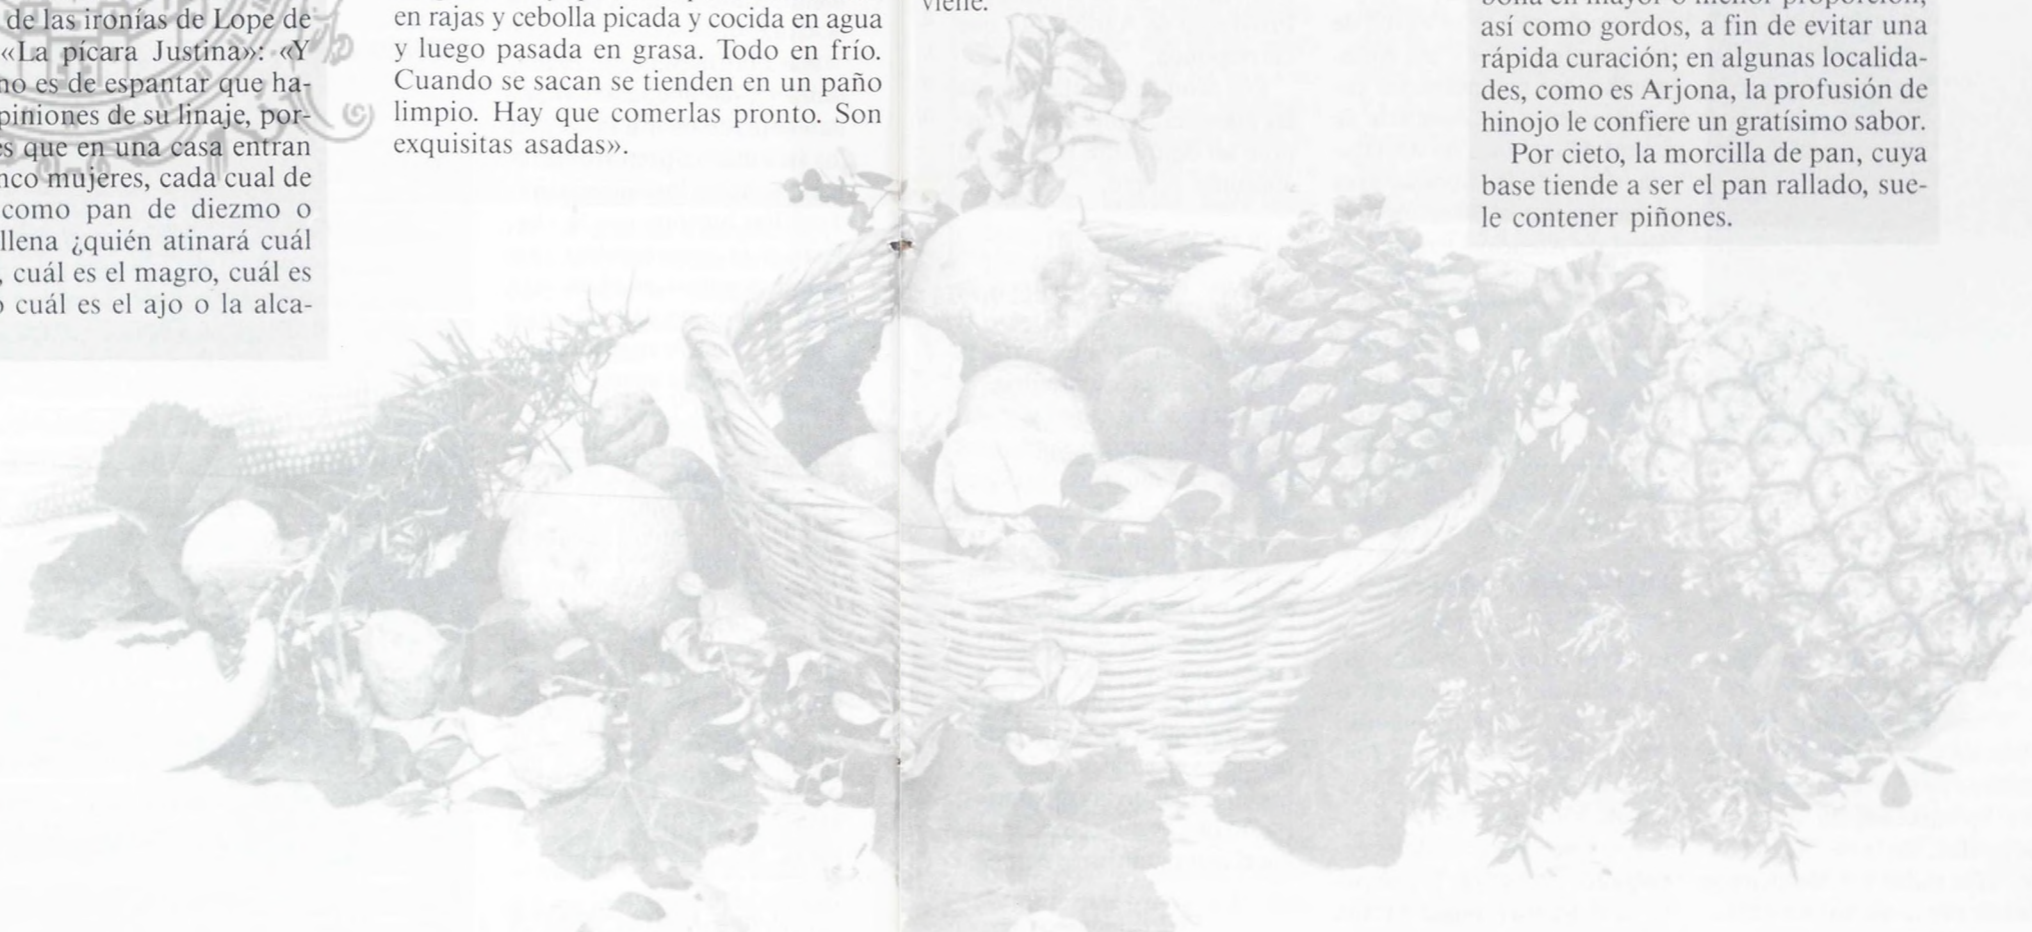 de las ironías de Lope de
«La pícara Justina»: «Y
no es de espantar que ha-
piniones de su linaje, por-
es que en una casa entran
nco mujeres, cada cual de
como pan de diezmo o
llena ¿quién atinará cuál
, cuál es el magro, cuál es
o cuál es el ajo o la alca-
en rajas y cebolla picada y cocida en agua
y luego pasada en grasa. Todo en frío.
Cuando se sacan se tienden en un paño
limpio. Hay que comerlas pronto. Son
exquisitas asadas».
viene.
así como gordos, a fin de evitar una
rápida curación; en algunas localida-
des, como es Arjona, la profusión de
hinojo le confiere un gratísimo sabor.
Por cieto, la morcilla de pan, cuya
base tiende a ser el pan rallado, sue-
le contener piñones.